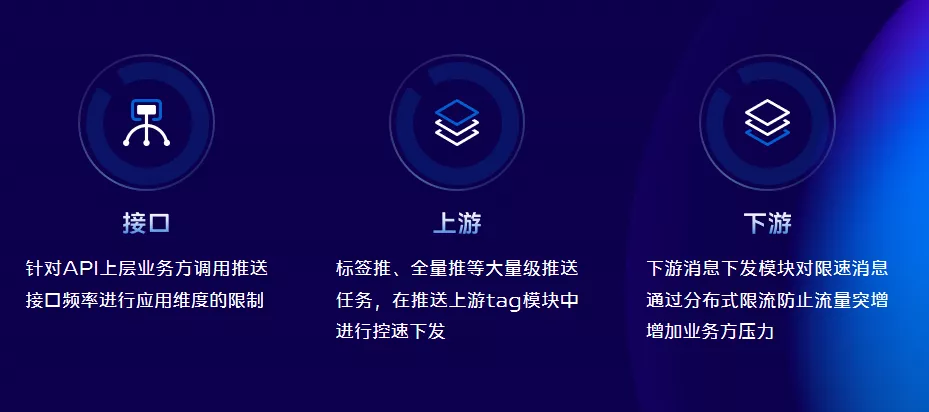 接口
针对API上层业务方调用推送
接口频率进行应用维度的限制
上游
标签推、全量推等大量级推送
任务，在推送上游tag模块中
进行控速下发
下游
下游消息下发模块对限速消息
通过分布式限流防止流量突增
增加业务方压力